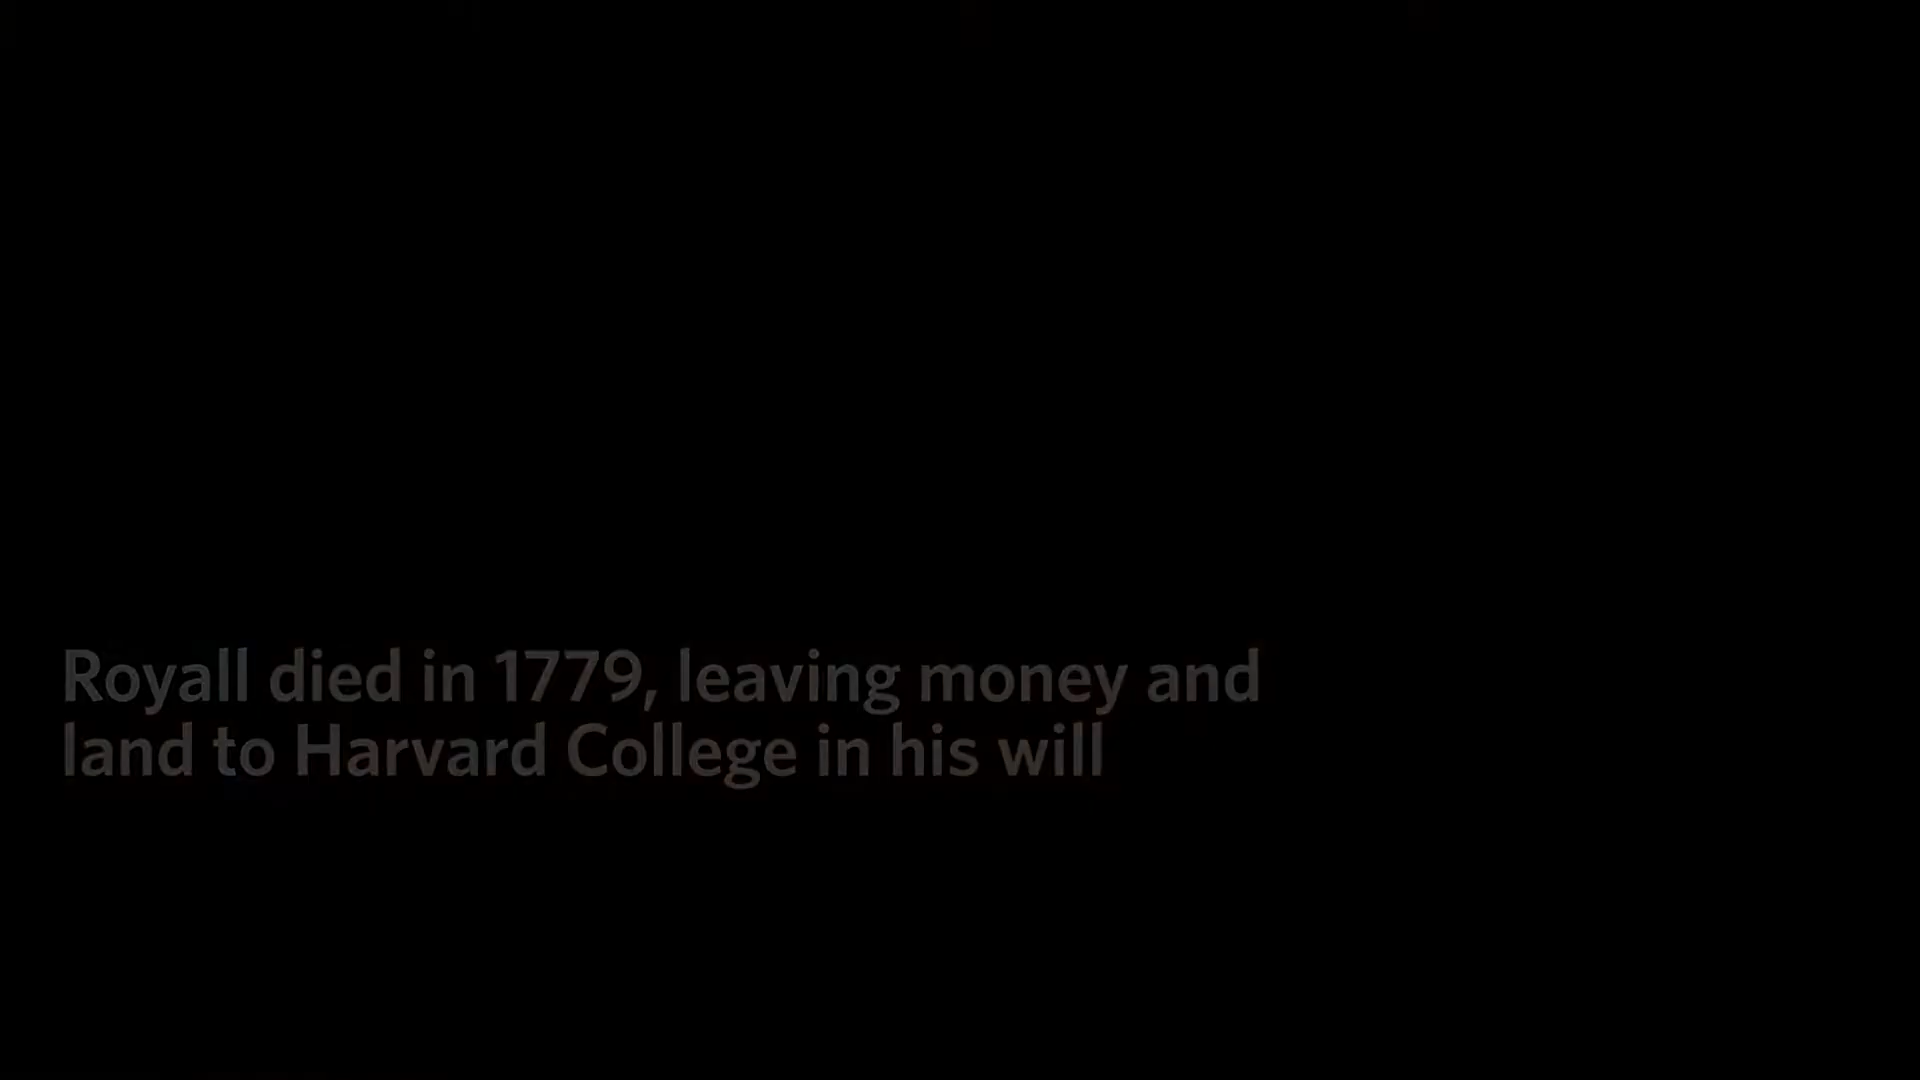 Royall died in 1779, leaving money and
land to Harvard College in his will